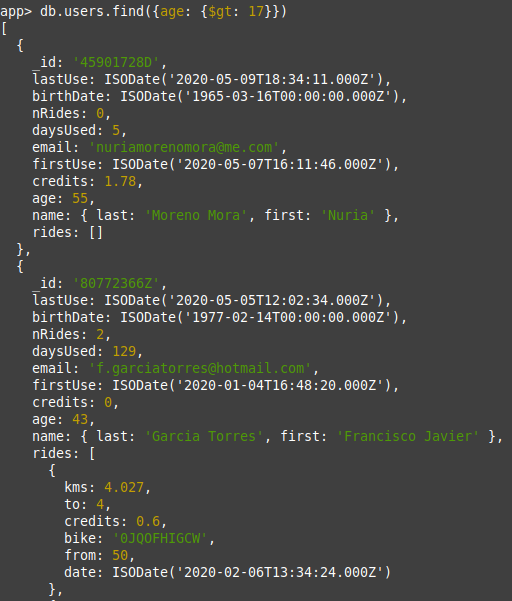 app> db.users.find({age: {$gt: 17}})
[
  {
    _id: '45901728D',
    lastUse: ISODate('2020-05-09T18:34:11.000Z'),
    birthDate: ISODate('1965-03-16T00:00:00.000Z'),
    nRides: 0,
    daysUsed: 5,
    email: 'nuriamorenomora@me.com',
    firstUse: ISODate('2020-05-07T16:11:46.000Z'),
    credits: 1.78,
    age: 55,
    name: { last: 'Moreno Mora', first: 'Nuria' },
    rides: []
  },
  {
    _id: '80772366Z',
    lastUse: ISODate('2020-05-05T12:02:34.000Z'),
    birthDate: ISODate('1977-02-14T00:00:00.000Z'),
    nRides: 2,
    daysUsed: 129,
    email: 'f.garciatorres@hotmail.com',
    firstUse: ISODate('2020-01-04T16:48:20.000Z'),
    credits: 0,
    age: 43,
    name: { last: 'Garcia Torres', first: 'Francisco Javier' },
    rides: [
      {
        kms: 4.027,
        to: 4,
        credits: 0.6,
        bike: '0JQOFHIGCW',
        from: 50,
        date: ISODate('2020-02-06T13:34:24.000Z')
      },